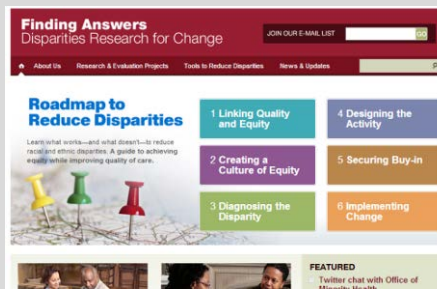 Finding Answers
Disparities Research for Change
JOIN OUR E-MAIL LIST
GO
About Us
Research & Evaluation Projects
Tools to Reduce Disparities
News & Updates
Roadmap to
Reduce Disparities
Learn what works—and what doesn't—to reduce
racial and ethnic disparities. A guide to achieving
equity while improving quality of care.
1 Linking Quality
and Equity
2 Creating a
Culture of Equity
3 Diagnosing the
Disparity
4 Designing the
Activity
5 Securing Buy-in
6 Implementing
Change
FEATURED
Twitter chat with Office of
Minority Health